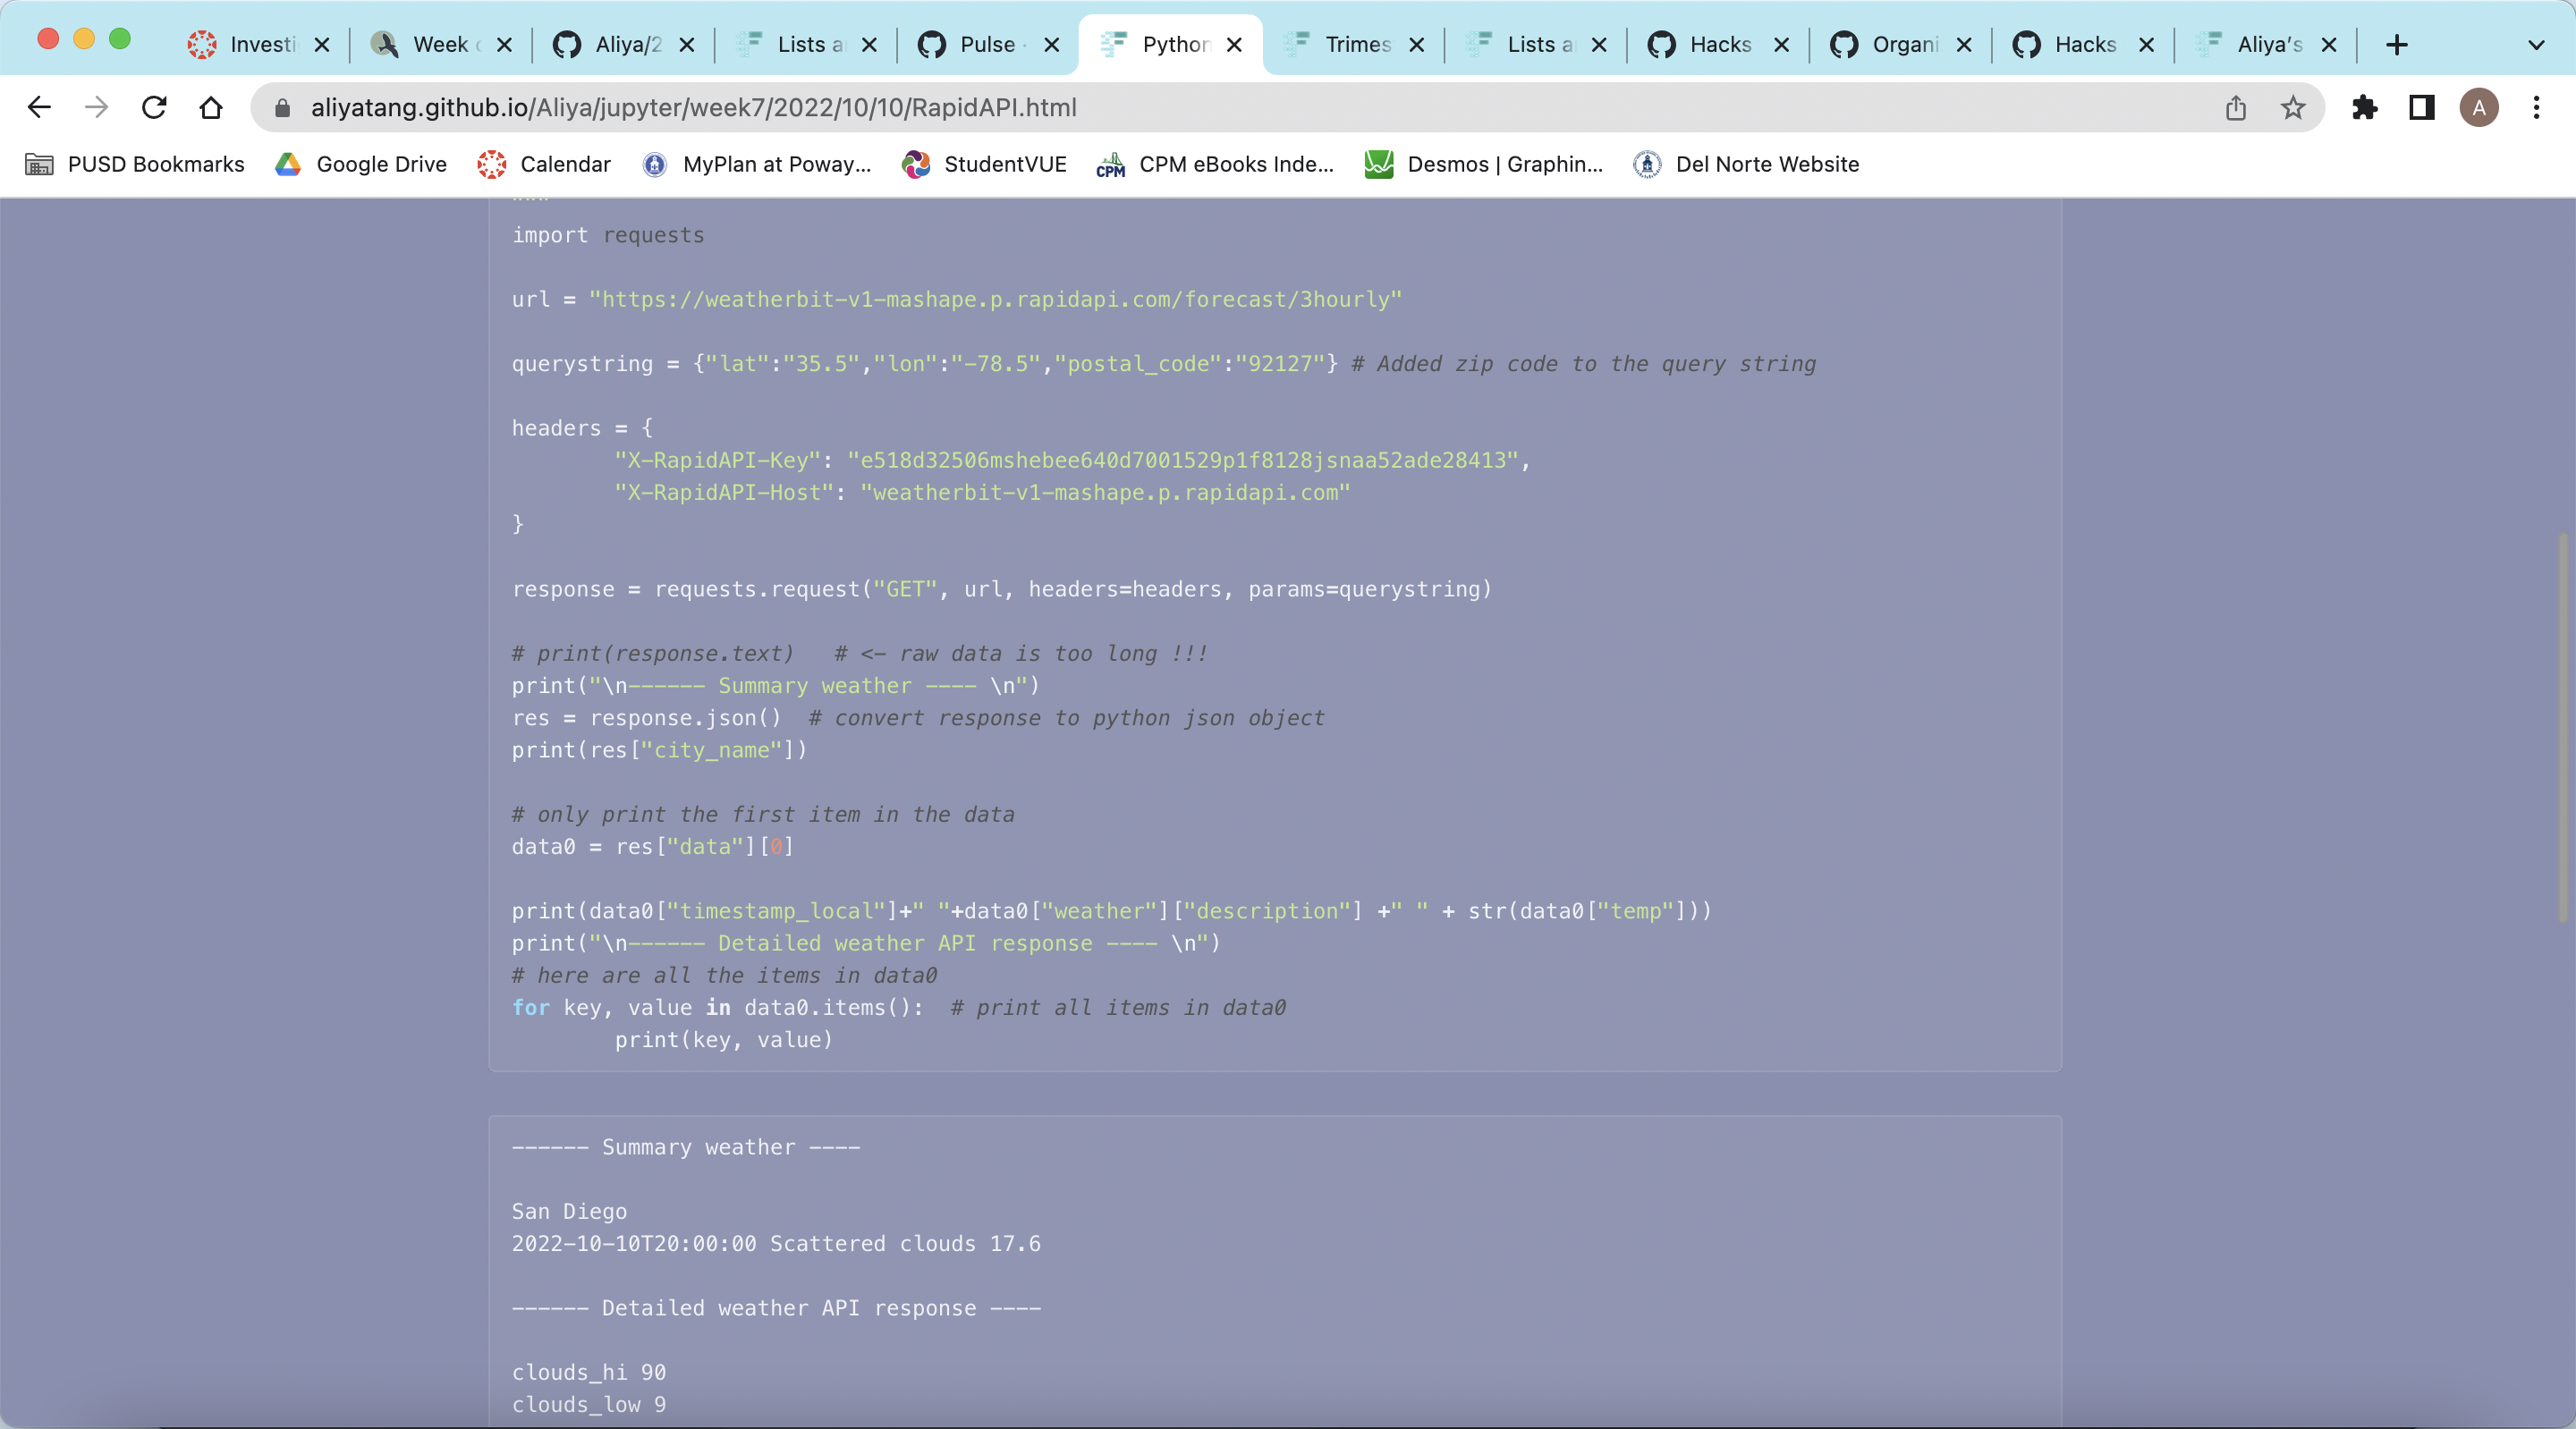 Investi Week Aliya/2 Lists a Pulse Python Trimes Lists a Hacks Organi Hacks Aliya's
aliyatang.github.io/Aliya/jupyter/week7/2022/10/10/RapidAPI.html A
PUSD Bookmarks Google Drive Calendar MyPlan at Poway... StudentVUE CPM CPM eBooks Inde... Desmos | Graphin... Del Norte Website
import requests
url = "https://weatherbit-v1-mashape.p.rapidapi.com/forecast/3hourly"
querystring = {"lat":"35.5","lon":"-78.5","postal_code":"92127"} # Added zip code to the query string
headers = {
"X-RapidAPI-Key": "e518d32506mshebee640d7001529p1f8128jsnaa52ade28413",
"X-RapidAPI-Host": "weatherbit-v1-mashape.p.rapidapi.com"
}
response = requests.request("GET", url, headers=headers, params=querystring)
# print(response.text)   # <- raw data is too long !!!
print("\n------ Summary weather ---- \n")
res = response.json()  # convert response to python json object
print(res["city_name"])
# only print the first item in the data
data0 = res["data"][0]
print(data0["timestamp_local"]+" "+data0["weather"]["description"] +" " + str(data0["temp"]))
print("\n------ Detailed weather API response ---- \n")
# here are all the items in data0
for key, value in data0.items():  # print all items in data0
print(key, value)
------ Summary weather ----
San Diego
2022-10-10T20:00:00 Scattered clouds 17.6
------ Detailed weather API response ----
clouds_hi 90
clouds_low 9